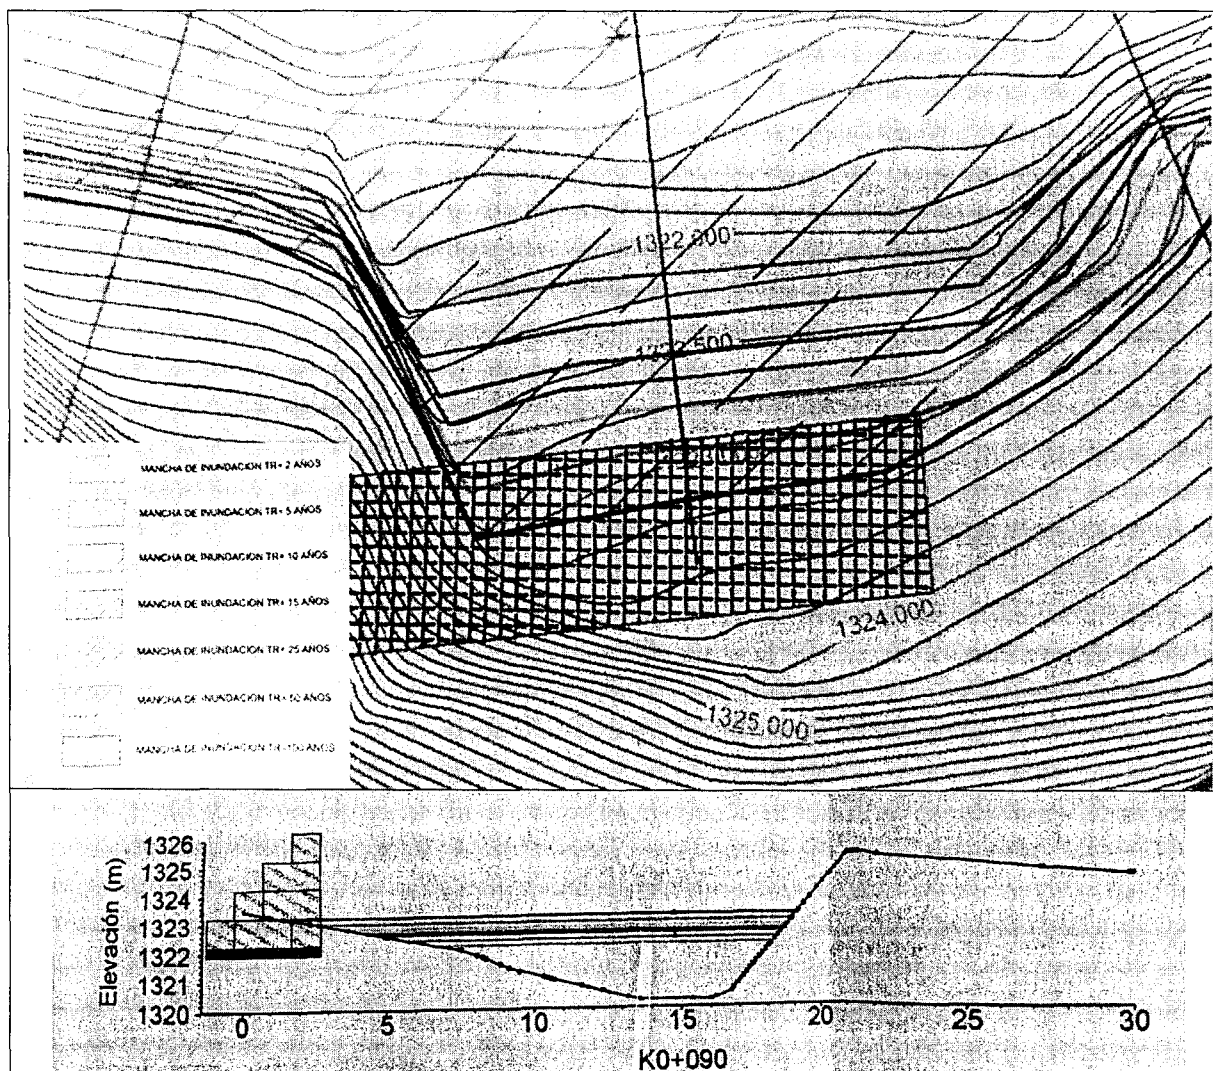 1322.000
1322.500
MANCHA DE INUNDACION TR= 2 AÑOS
MANCHA DE INUNDACION TR= 5 AÑOS
MANCHA DE INUNDACION TR= 10 AÑOS
MANCHA DE INUNDACION TR= 15 AÑOS
MANCHA DE INUNDACION TR= 25 AÑOS
MANCHA DE INUNDACION TR= 50 AÑOS
MANCHA DE INUNDACION TR= 100 AÑOS
1324.000
1325.000
Elevación (m)
1326
1325
1324
1323
1322
1321
1320
0 5 10 15 20 25 30
K0+090